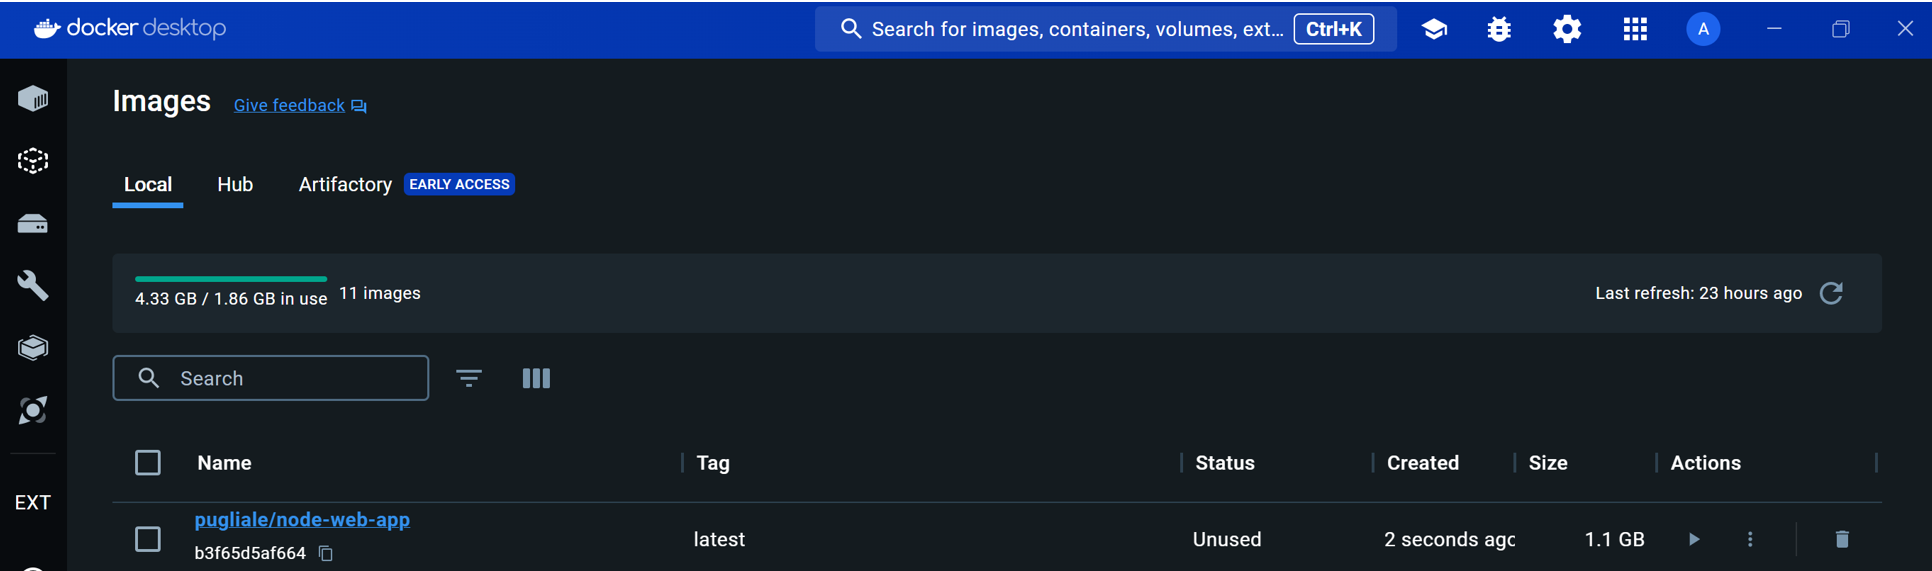 docker desktop
Search for images, containers, volumes, ext... Ctrl+K
A
Images Give feedback
Local Hub Artifactory EARLY ACCESS
4.33 GB / 1.86 GB in use 11 images Last refresh: 23 hours ago
Search
Name Tag Status Created Size Actions
EXT
pugliale/node-web-app
b3f65d5af664 latest Unused 2 seconds ago 1.1 GB